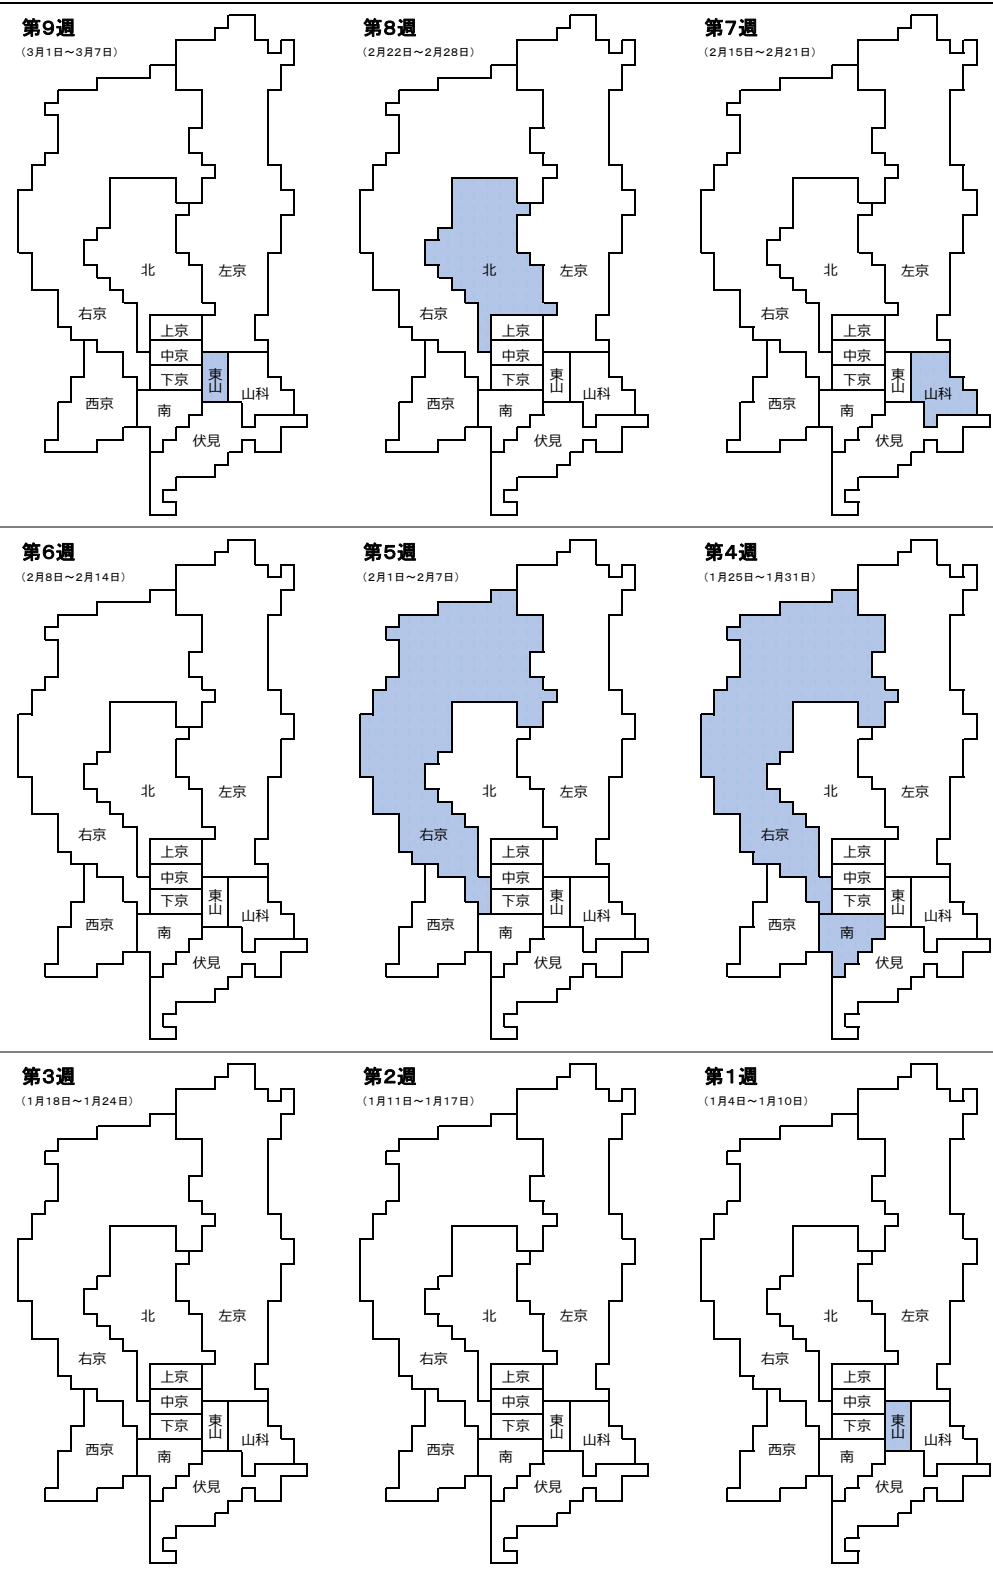 第9週
（3月1日～3月7日）
北
左京
右京
上京
中京
東山
下京
山科
西京
南
伏見
第8週
（2月22日～2月28日）
北
左京
右京
上京
中京
東山
下京
山科
西京
南
伏見
第7週
（2月15日～2月21日）
北
左京
右京
上京
中京
東山
下京
山科
西京
南
伏見
第6週
（2月8日～2月14日）
北
左京
右京
上京
中京
東山
下京
山科
西京
南
伏見
第5週
（2月1日～2月7日）
北
左京
右京
上京
中京
東山
下京
山科
西京
南
伏見
第4週
（1月25日～1月31日）
北
左京
右京
上京
中京
東山
下京
山科
西京
南
伏見
第3週
（1月18日～1月24日）
北
左京
右京
上京
中京
東山
下京
山科
西京
南
伏見
第2週
（1月11日～1月17日）
北
左京
右京
上京
中京
東山
下京
山科
西京
南
伏見
第1週
（1月4日～1月10日）
北
左京
右京
上京
中京
東山
下京
山科
西京
南
伏見